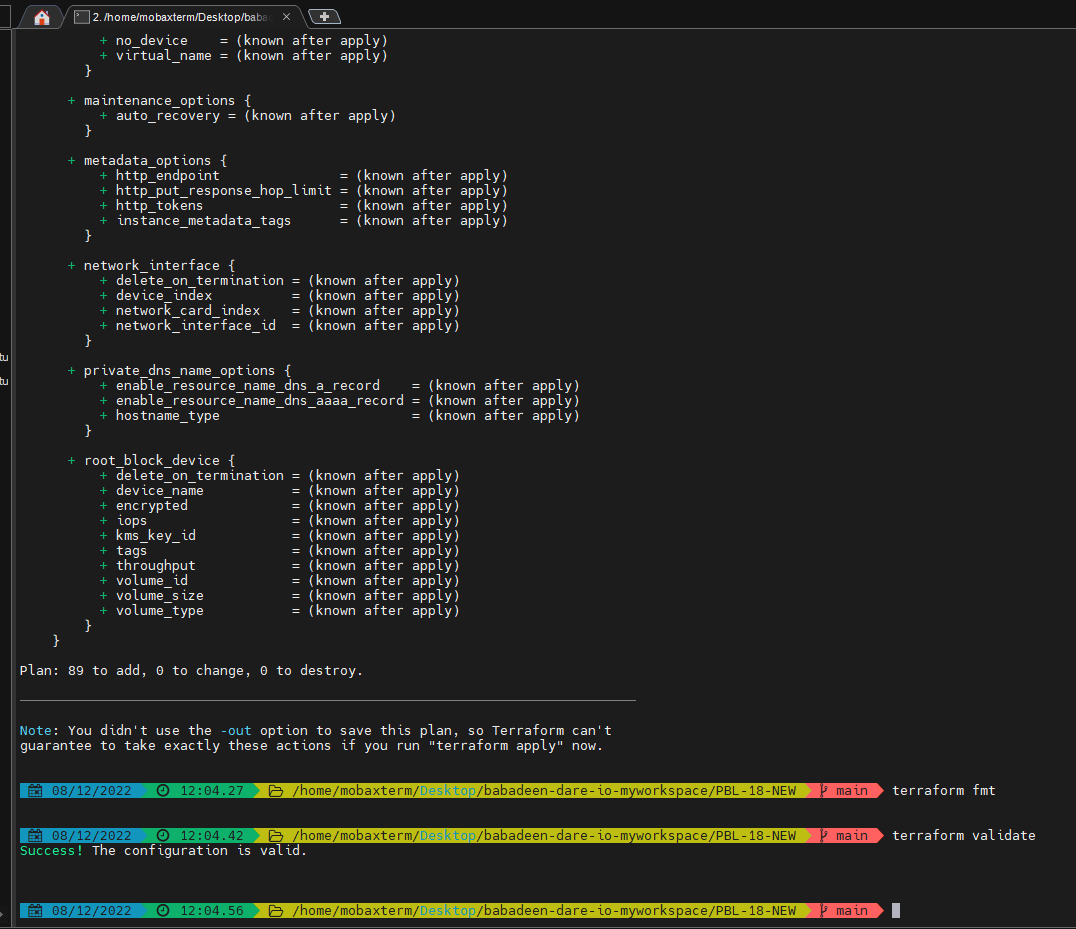 2. /home/mobaxterm/Desktop/baba
+ no_device    = (known after apply)
+ virtual_name = (known after apply)
}
+ maintenance_options {
+ auto_recovery = (known after apply)
}
+ metadata_options {
+ http_endpoint               = (known after apply)
+ http_put_response_hop_limit = (known after apply)
+ http_tokens                 = (known after apply)
+ instance_metadata_tags      = (known after apply)
}
+ network_interface {
+ delete_on_termination = (known after apply)
+ device_index          = (known after apply)
+ network_card_index    = (known after apply)
+ network_interface_id  = (known after apply)
}
+ private_dns_name_options {
+ enable_resource_name_dns_a_record    = (known after apply)
+ enable_resource_name_dns_aaaa_record = (known after apply)
+ hostname_type                        = (known after apply)
}
+ root_block_device {
+ delete_on_termination = (known after apply)
+ device_name           = (known after apply)
+ encrypted             = (known after apply)
+ iops                  = (known after apply)
+ kms_key_id            = (known after apply)
+ tags                  = (known after apply)
+ throughput            = (known after apply)
+ volume_id             = (known after apply)
+ volume_size           = (known after apply)
+ volume_type           = (known after apply)
}
}
Plan: 89 to add, 0 to change, 0 to destroy.
Note: You didn't use the -out option to save this plan, so Terraform can't
guarantee to take exactly these actions if you run "terraform apply" now.
08/12/2022 12:04.27 /home/mobaxterm/Desktop/babadeen-dare-io-myworkspace/PBL-18-NEW main terraform fmt
08/12/2022 12:04.42 /home/mobaxterm/Desktop/babadeen-dare-io-myworkspace/PBL-18-NEW main terraform validate
Success! The configuration is valid.
08/12/2022 12:04.56 /home/mobaxterm/Desktop/babadeen-dare-io-myworkspace/PBL-18-NEW main
tu
tu